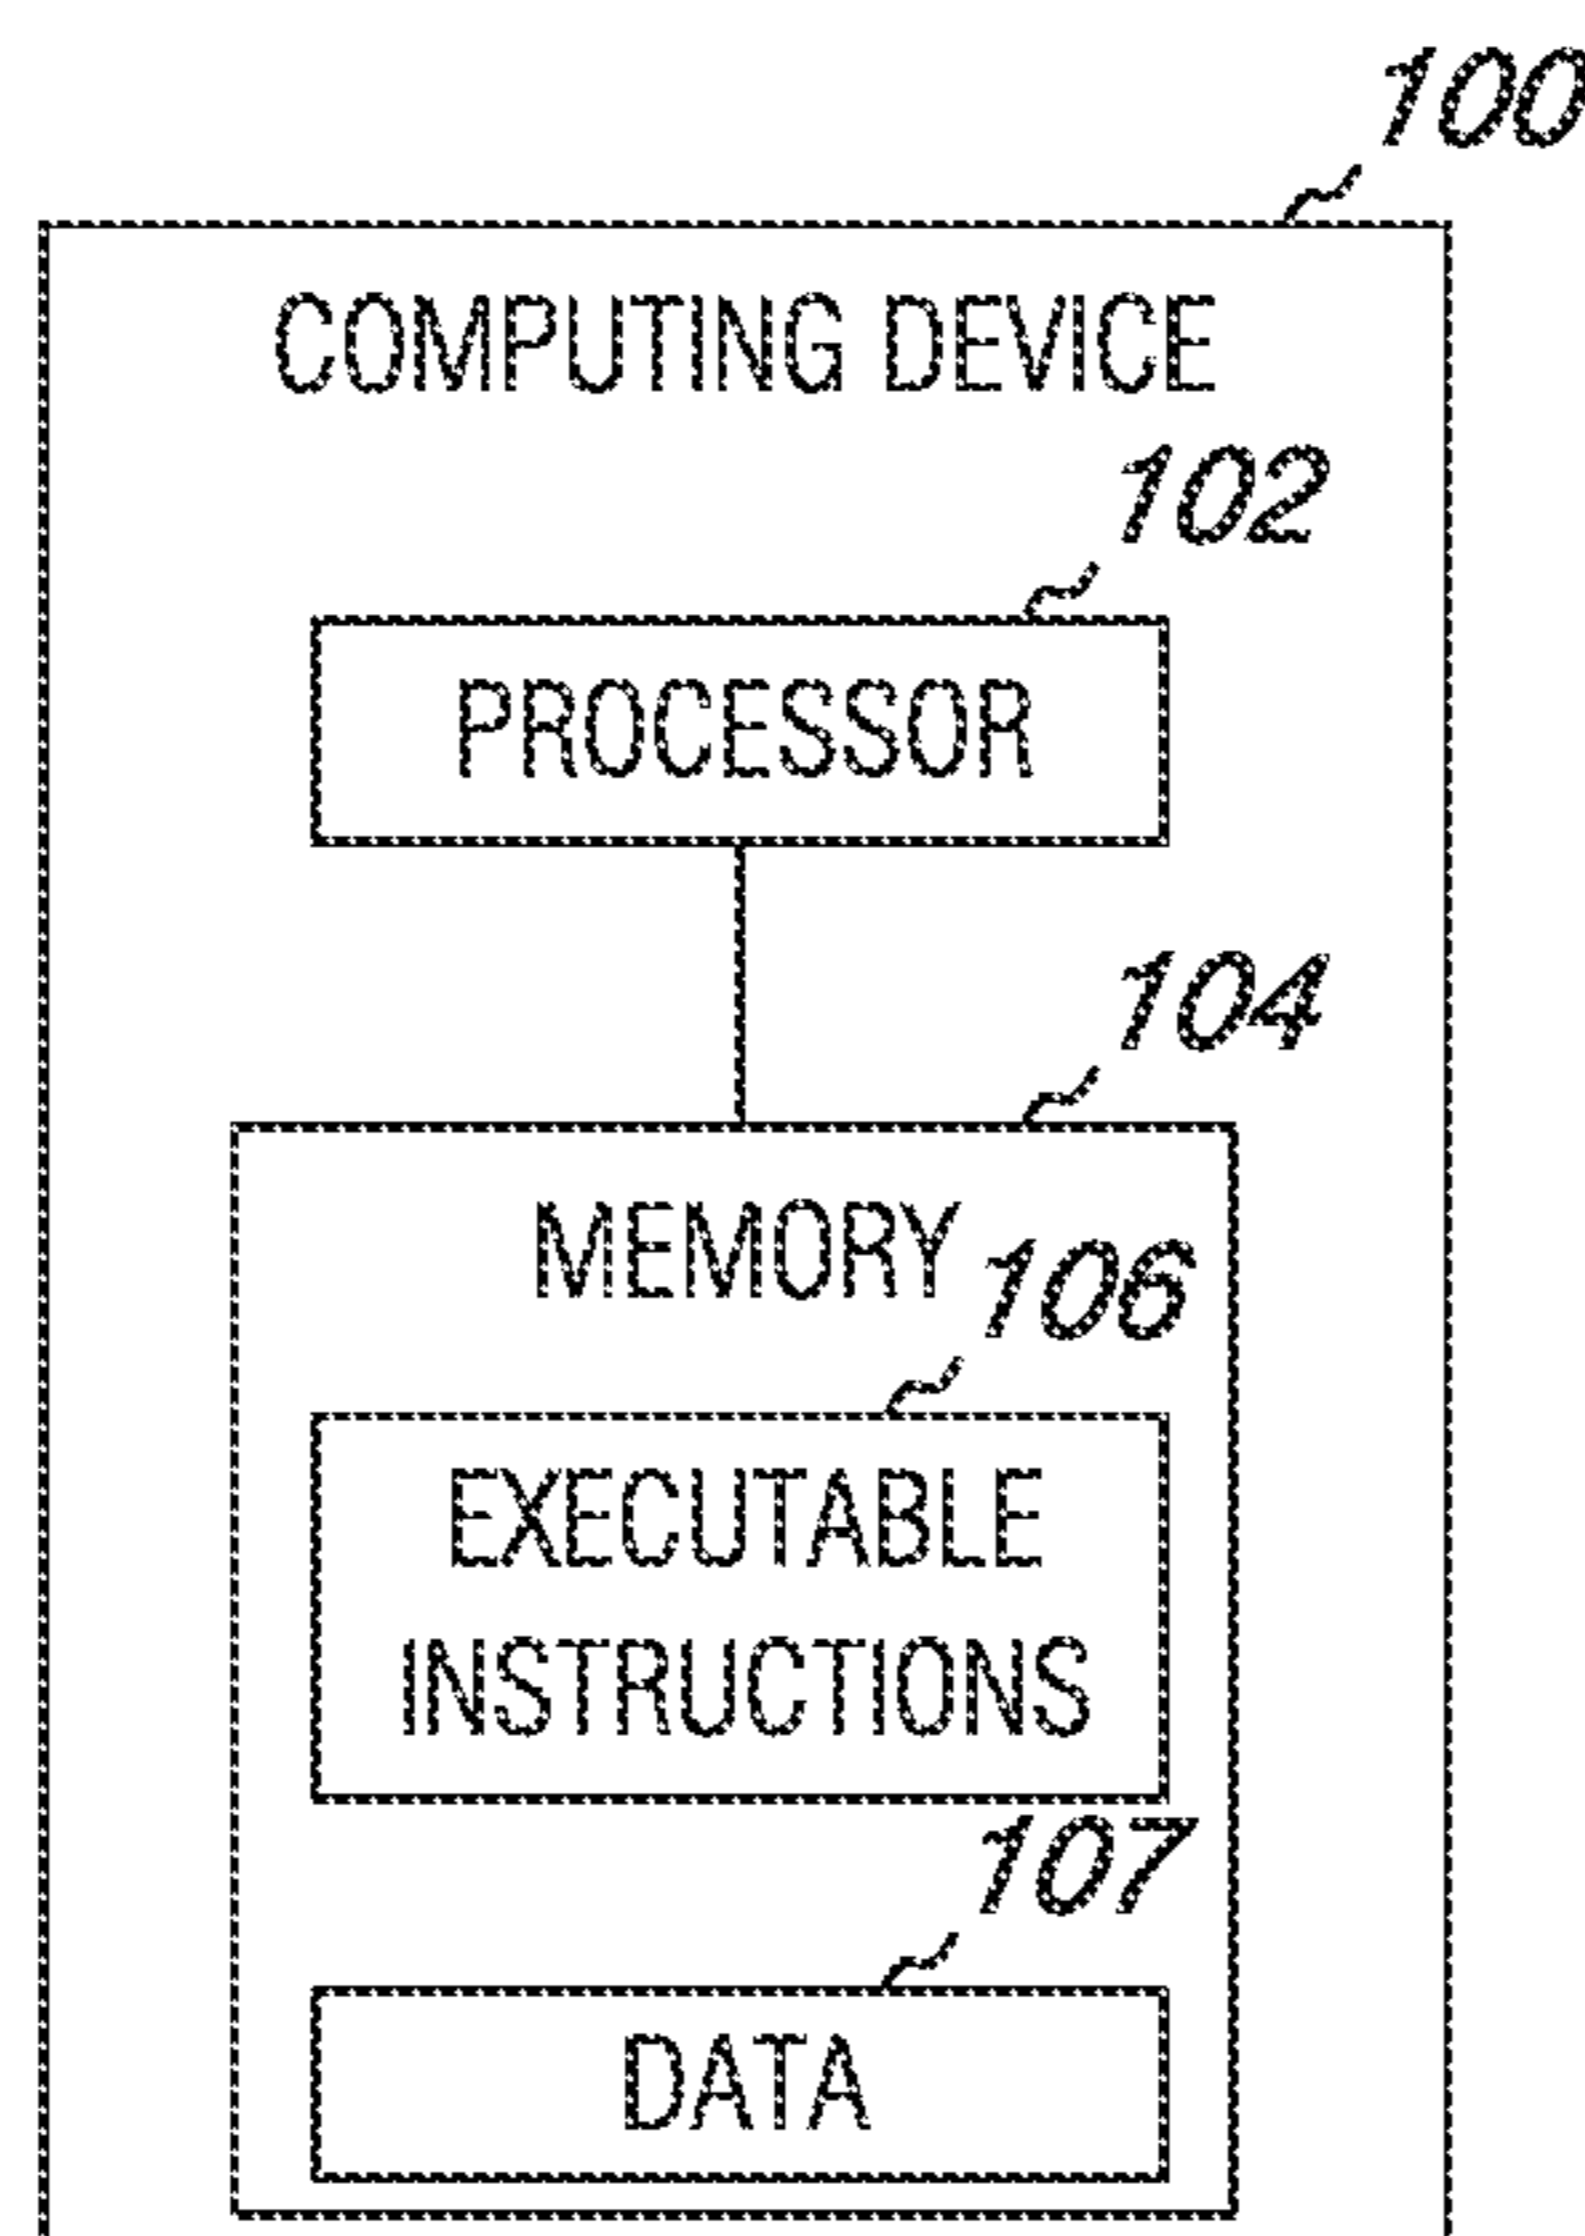 100
COMPUTING DEVICE
102
PROCESSOR
104
MEMORY
106
EXECUTABLE
INSTRUCTIONS
107
DATA